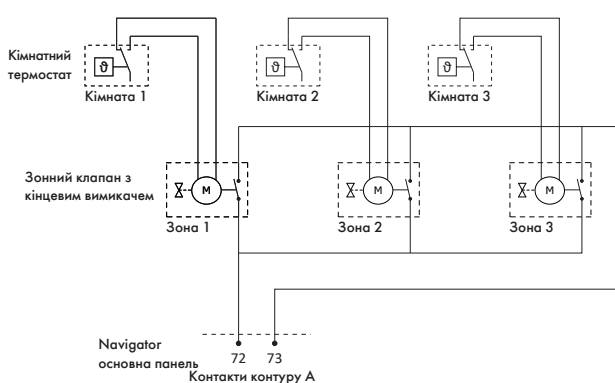 Кімнатний
термостат
ϑ
ϑ
ϑ
Кімната 1
Кімната 2
Кімната 3
Зонний клапан з
кінцевим вимикачем
M
M
M
Зона 1
Зона 2
Зона 3
Navigator
основна панель
72 73
Контакти контуру A